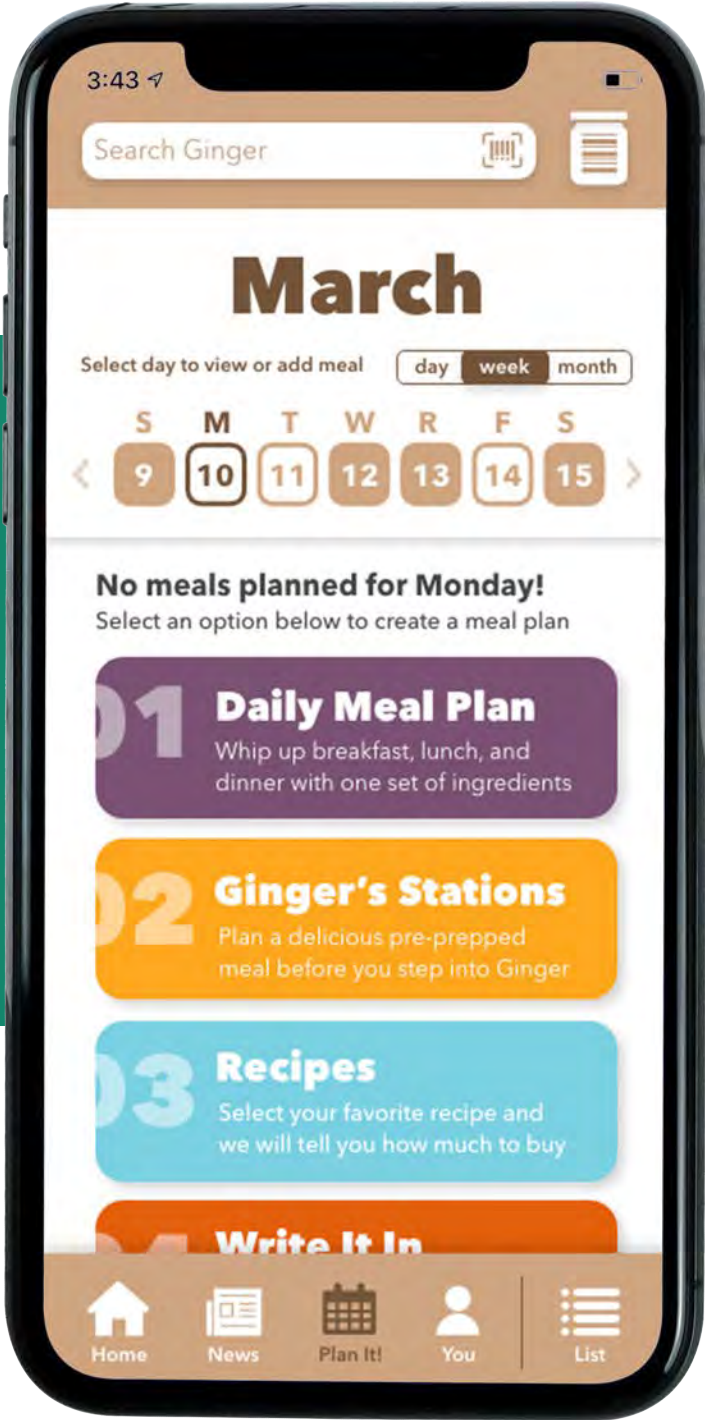 3:43
Search Ginger
March
Select day to view or add meal
day week month
S M T W R F S
9 10 11 12 13 14 15
No meals planned for Monday!
Select an option below to create a meal plan
01
Daily Meal Plan
Whip up breakfast, lunch, and
dinner with one set of ingredients
02
Ginger's Stations
Plan a delicious pre-prepped
meal before you step into Ginger
03
Recipes
Select your favorite recipe and
we will tell you how much to buy
04
Write It In
Home News Plan It! You List